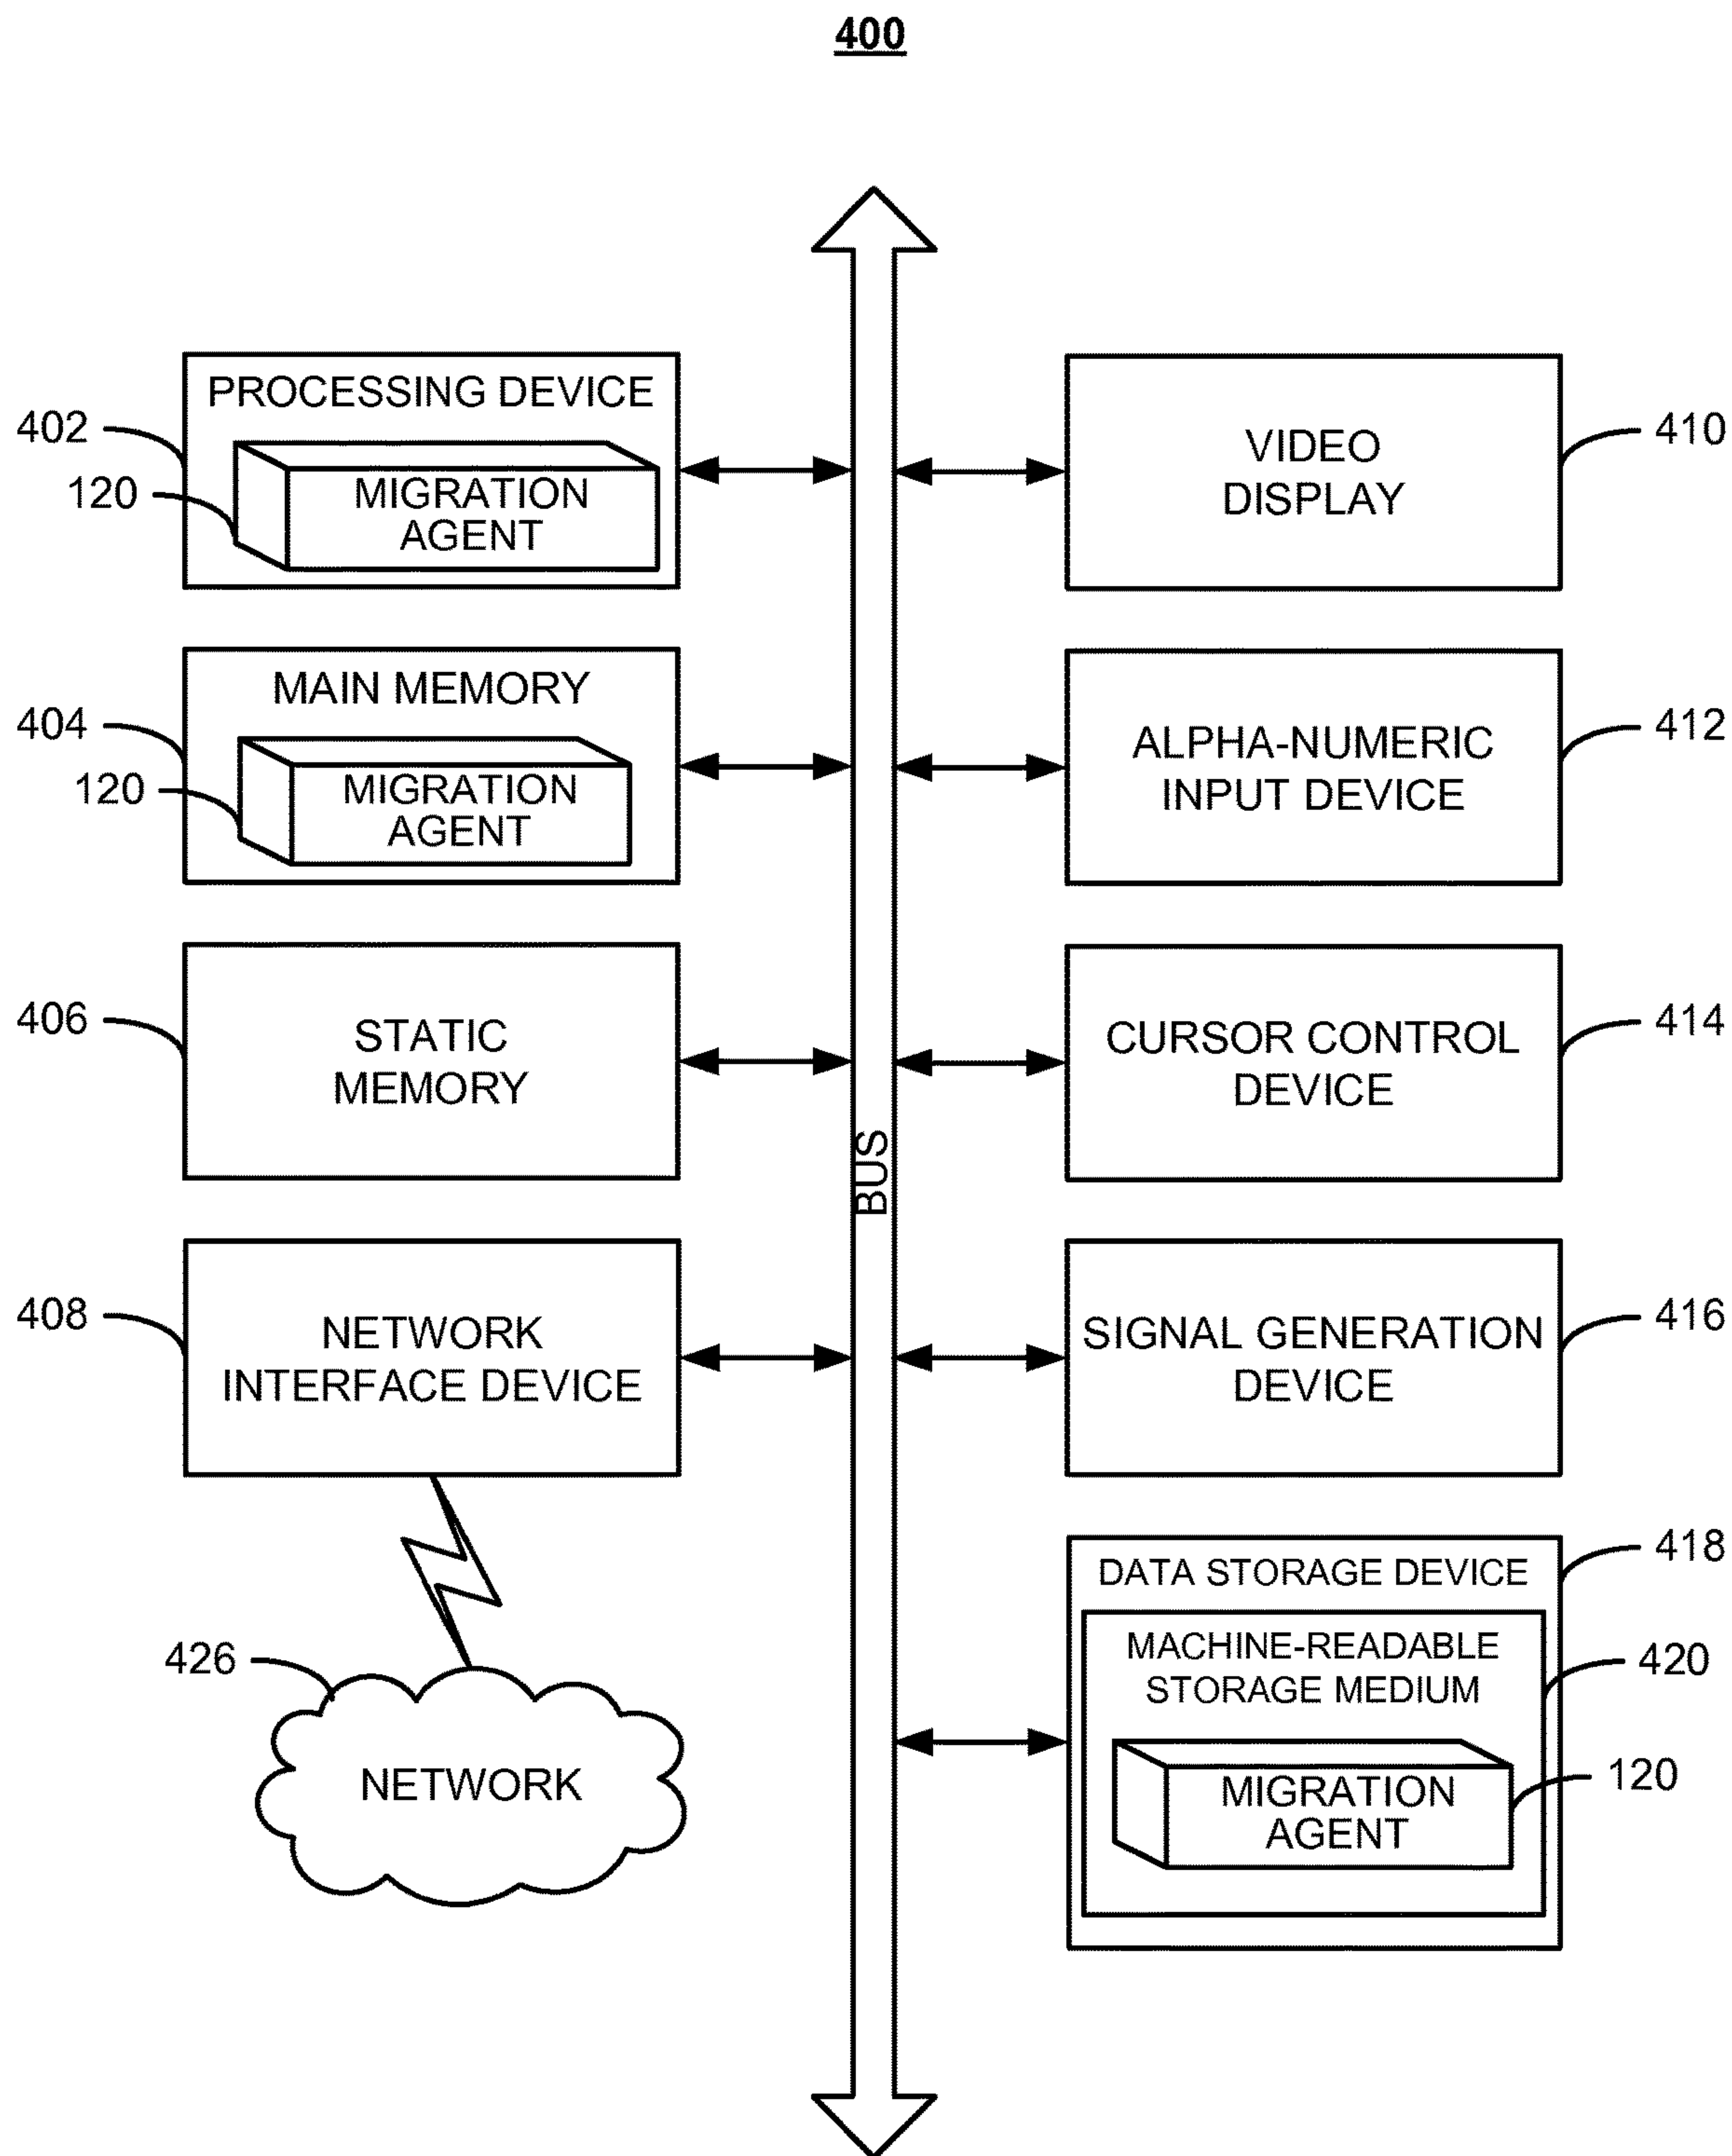 400
PROCESSING DEVICE
402
120
MIGRATION
AGENT
MAIN MEMORY
404
120
MIGRATION
AGENT
406
STATIC
MEMORY
408
NETWORK
INTERFACE DEVICE
426
NETWORK
BUS
VIDEO
DISPLAY
410
ALPHA-NUMERIC
INPUT DEVICE
412
CURSOR CONTROL
DEVICE
414
SIGNAL GENERATION
DEVICE
416
DATA STORAGE DEVICE
418
MACHINE-READABLE
STORAGE MEDIUM
420
MIGRATION
AGENT
120